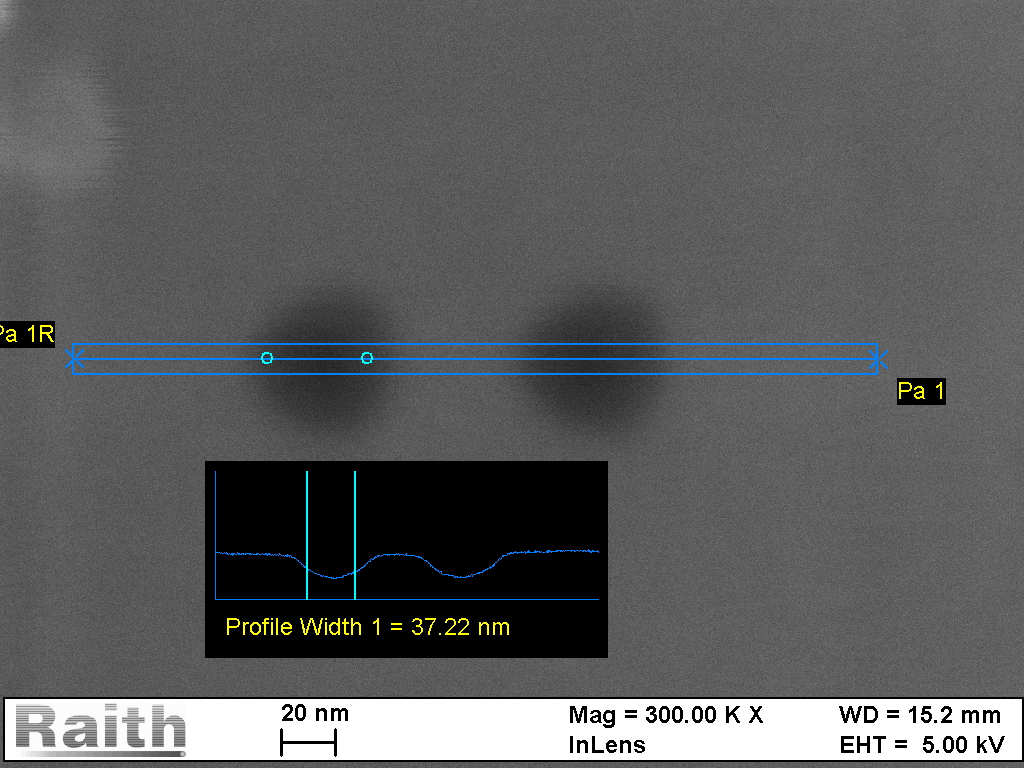 Pa 1R
Pa 1
Profile Width 1 = 37.22 nm
Raith
20 nm
Mag = 300.00 K X
InLens
WD = 15.2 mm
EHT = 5.00 kV